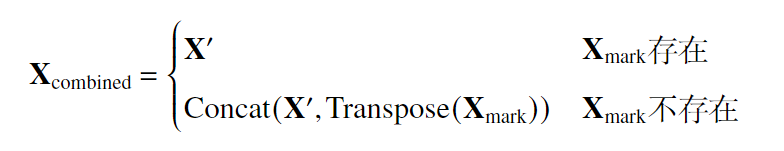 X′ X_mark存在
X_combined = {
Concat(X′, Transpose(X_mark)) X_mark不存在